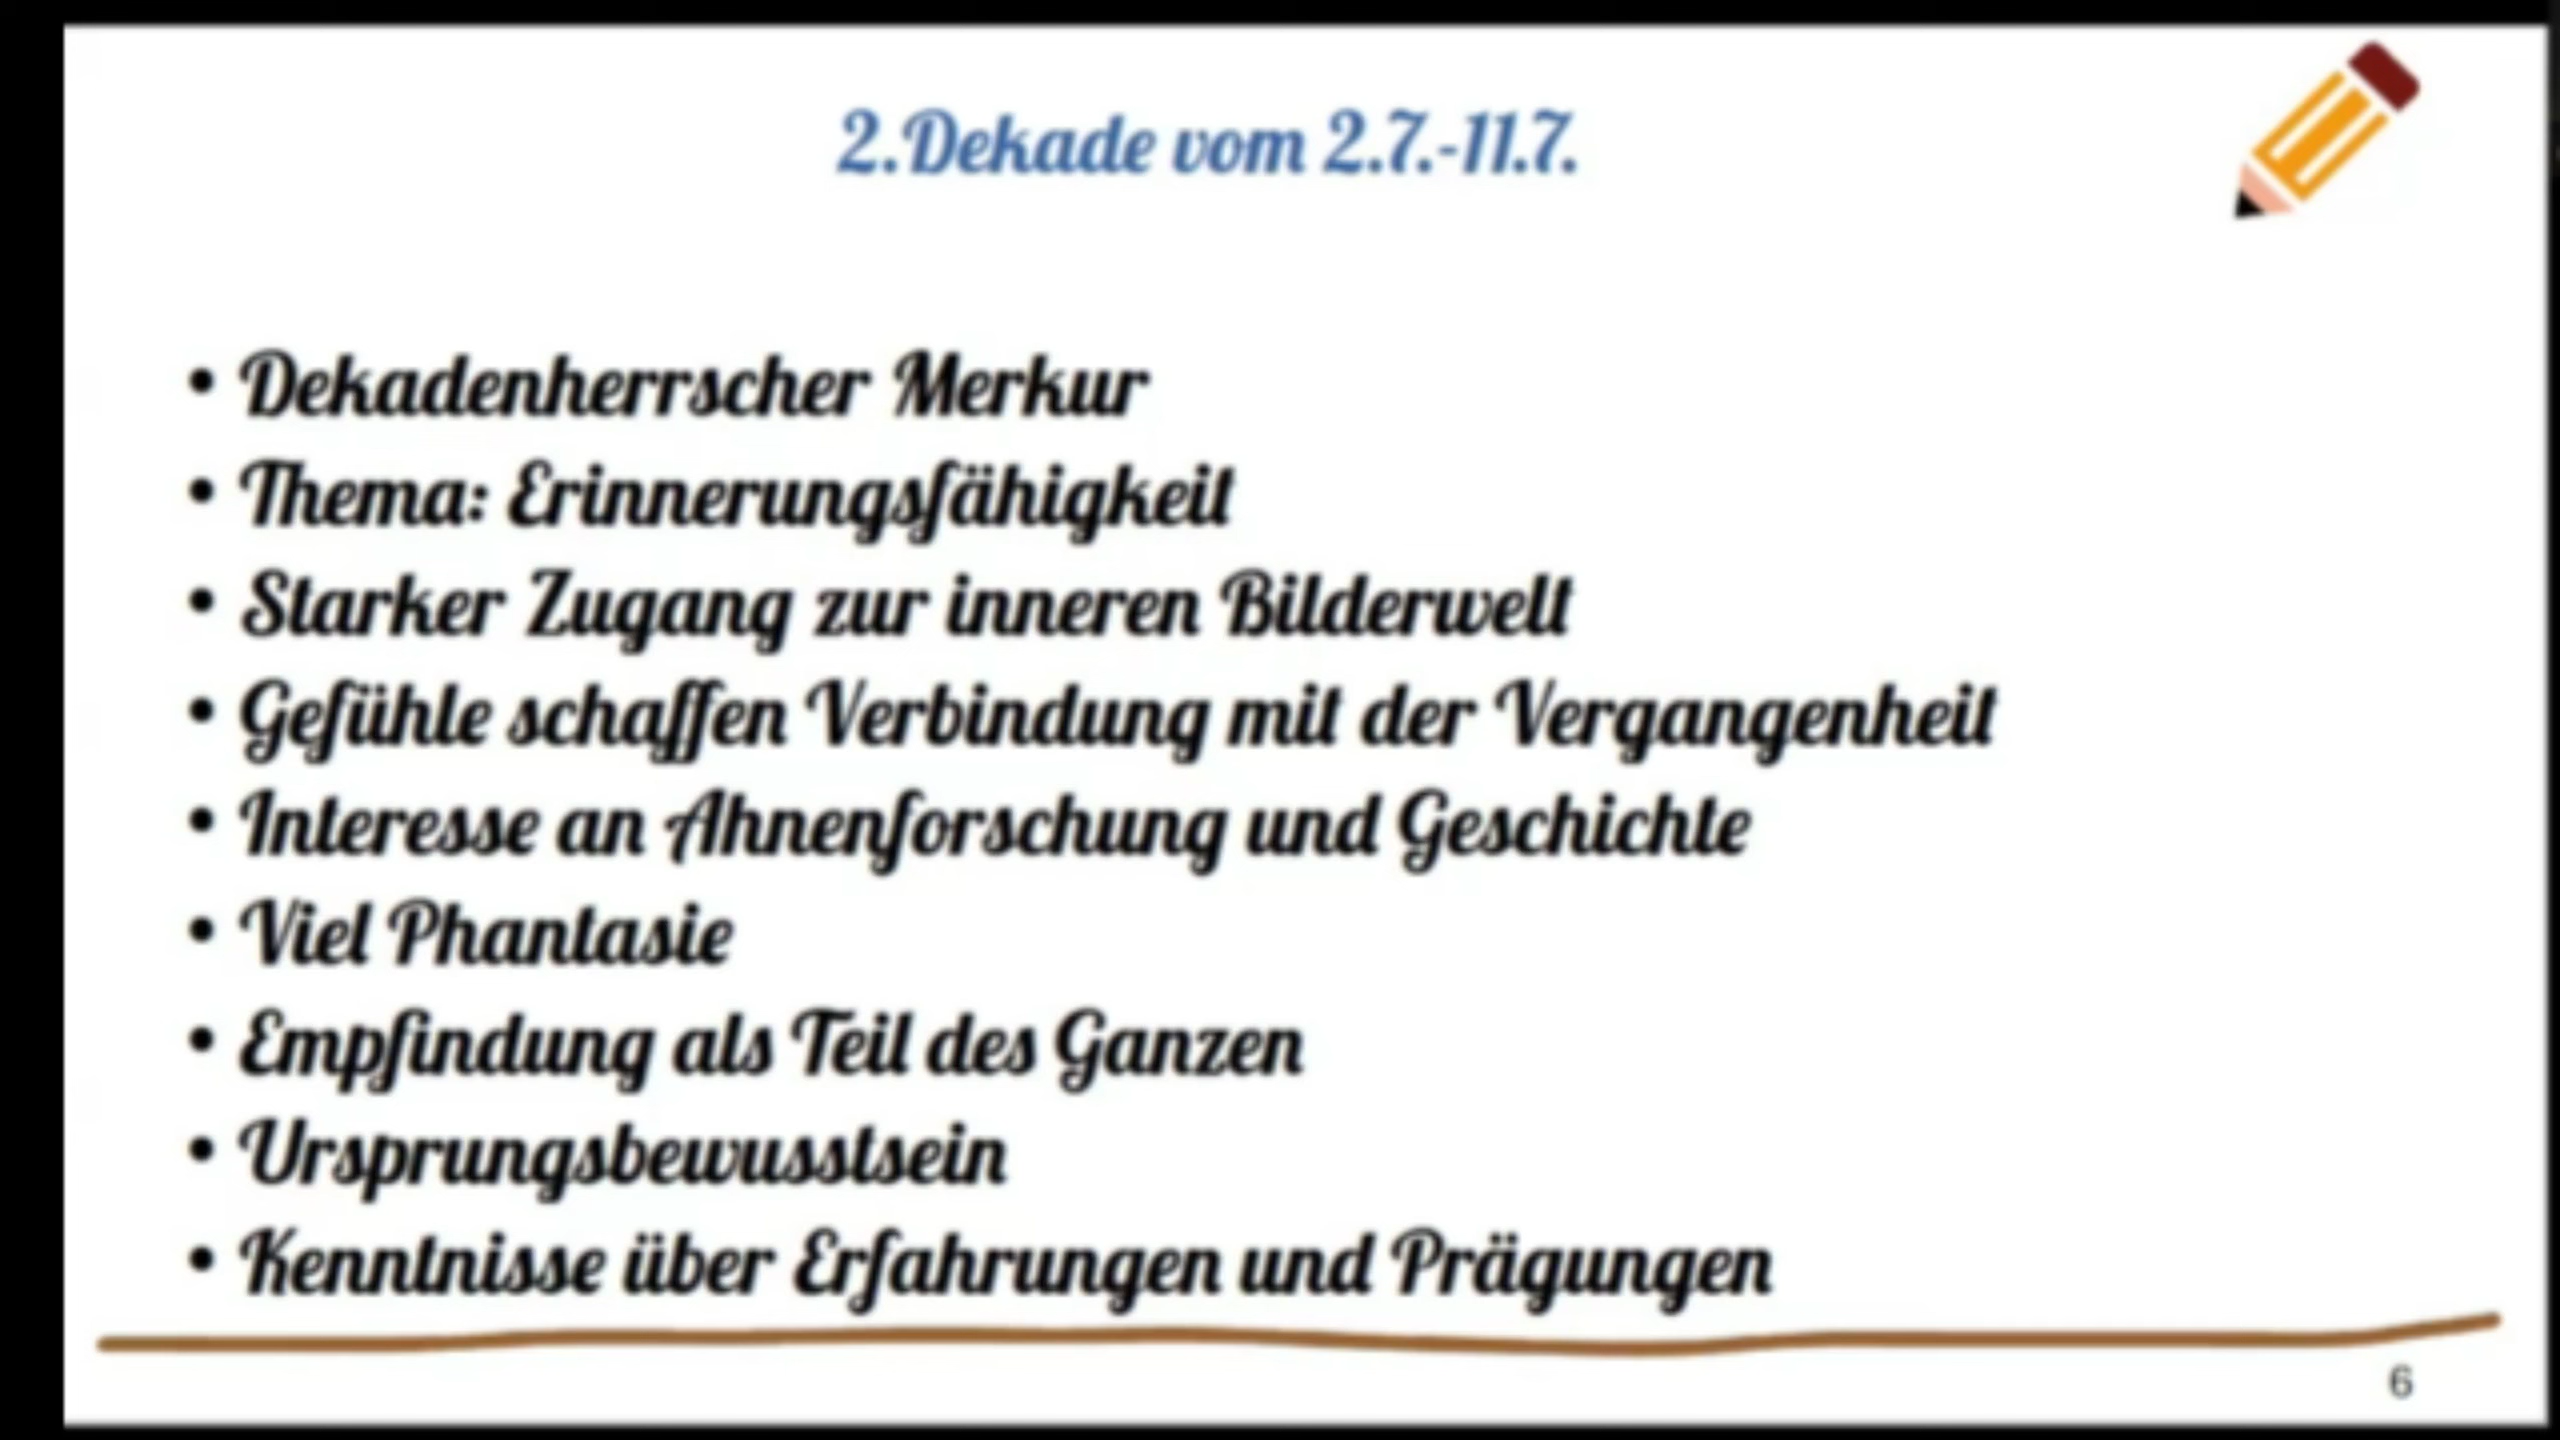 2.Dekade vom 2.7.-11.7.
• Dekadenherrscher Merkur
• Thema: Erinnerungsfähigkeit
• Starker Zugang zur inneren Bilderwelt
• Gefühle schaffen Verbindung mit der Vergangenheit
• Interesse an Ahnenforschung und Geschichte
• Viel Phantasie
• Empfindung als Teil des Ganzen
• Ursprungsbewusstsein
• Kenntnisse über Erfahrungen und Prägungen
6